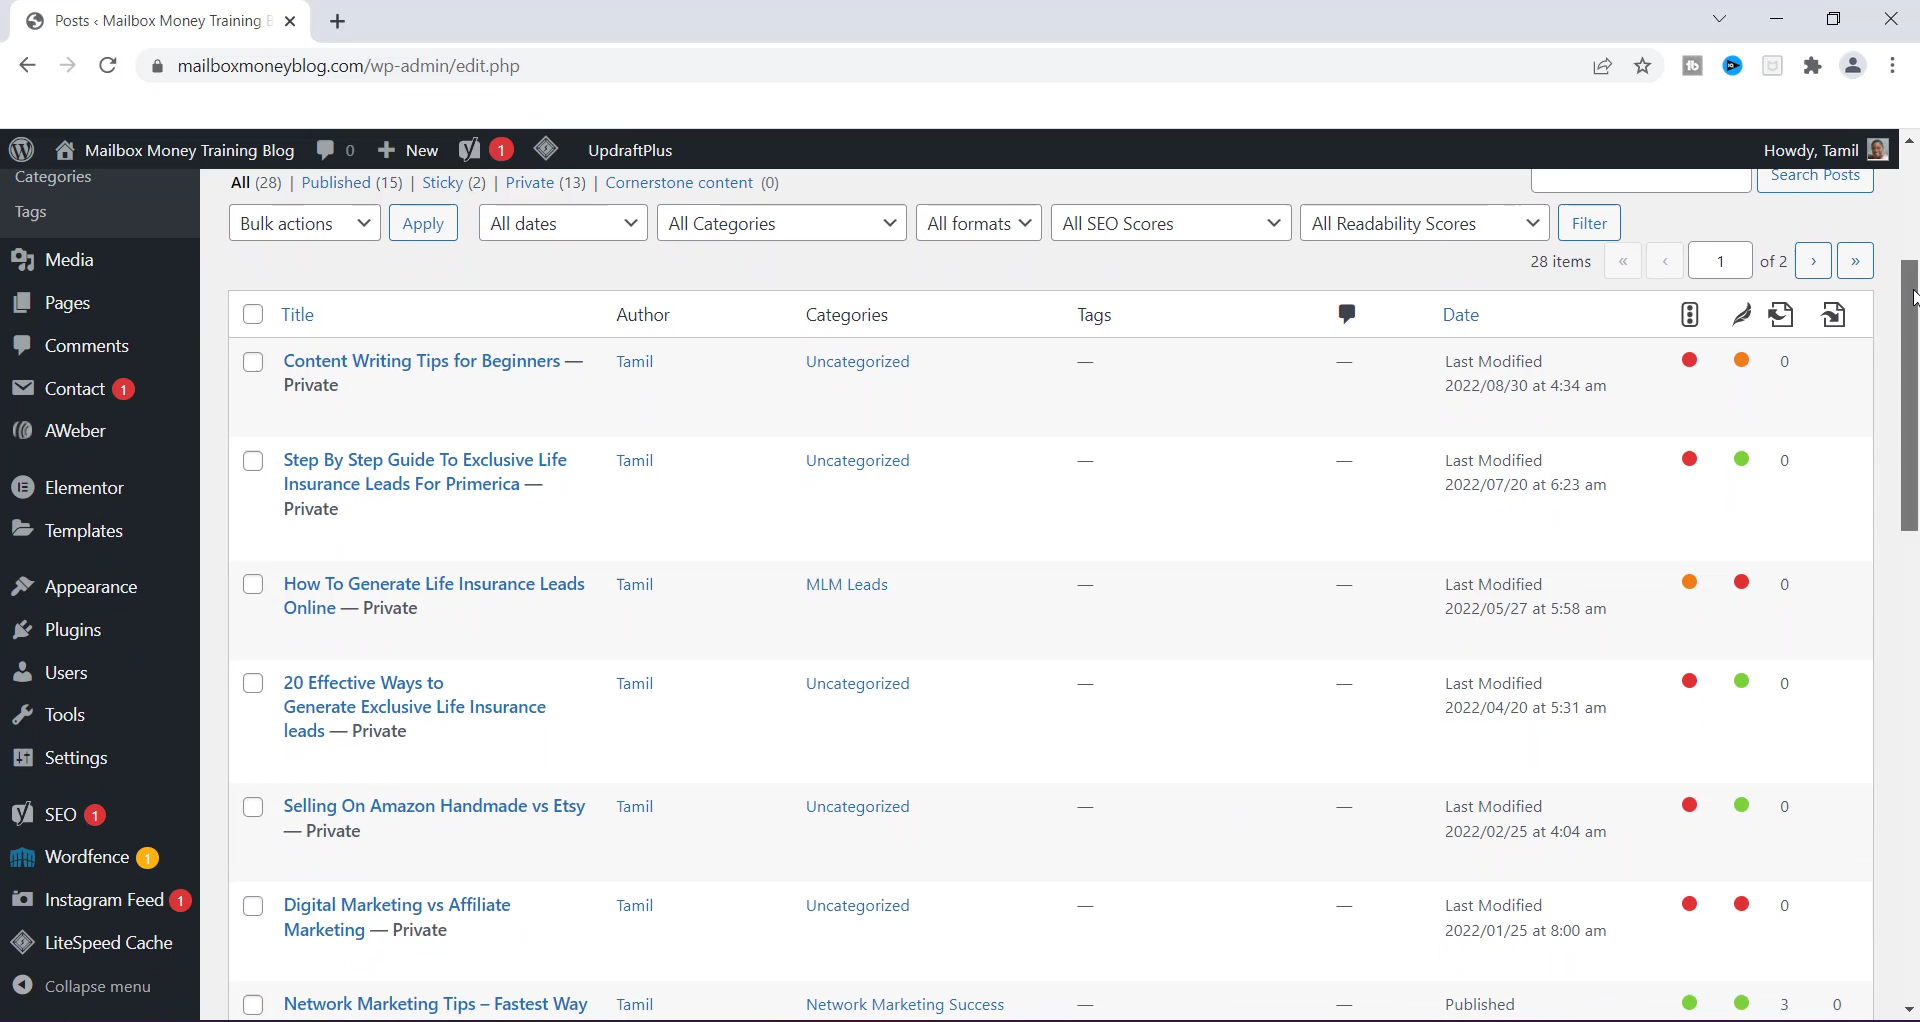 Posts ‹ Mailbox Money Training B
mailboxmoneyblog.com/wp-admin/edit.php
Mailbox Money Training Blog 0 New 1 UpdraftPlus Howdy, Tamil
Categories
Tags
Media
Pages
Comments
Contact 1
AWeber
Elementor
Templates
Appearance
Plugins
Users
Tools
Settings
SEO 1
Wordfence 1
Instagram Feed 1
LiteSpeed Cache
Collapse menu
All (28) | Published (15) | Sticky (2) | Private (13) | Cornerstone content (0)
Search Posts
Bulk actions Apply All dates All Categories All formats All SEO Scores All Readability Scores Filter
28 items « ‹ 1 of 2 › »
Title Author Categories Tags Date
Content Writing Tips for Beginners — Tamil Uncategorized — — Last Modified 0
Private 2022/08/30 at 4:34 am
Step By Step Guide To Exclusive Life Tamil Uncategorized — — Last Modified 0
Insurance Leads For Primerica — 2022/07/20 at 6:23 am
Private
How To Generate Life Insurance Leads Tamil MLM Leads — — Last Modified 0
Online — Private 2022/05/27 at 5:58 am
20 Effective Ways to Tamil Uncategorized — — Last Modified 0
Generate Exclusive Life Insurance 2022/04/20 at 5:31 am
leads — Private
Selling On Amazon Handmade vs Etsy Tamil Uncategorized — — Last Modified 0
— Private 2022/02/25 at 4:04 am
Digital Marketing vs Affiliate Tamil Uncategorized — — Last Modified 0
Marketing — Private 2022/01/25 at 8:00 am
Network Marketing Tips – Fastest Way Tamil Network Marketing Success — — Published 3 0